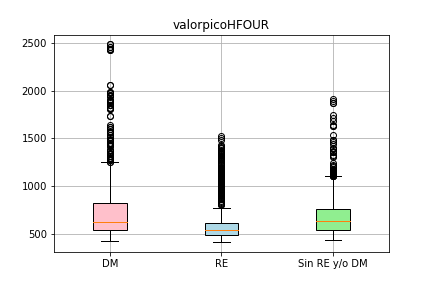 valorpicoHFOUR
2500
2000
1500
1000
500
DM
RE
Sin RE y/o DM